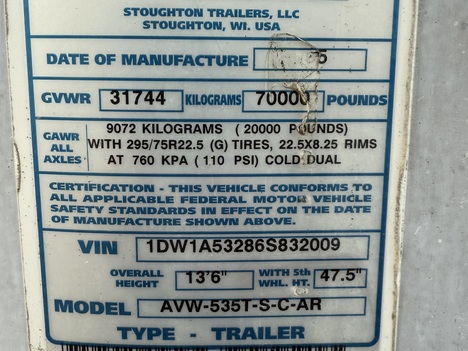 STOUGHTON TRAILERS, LLC
STOUGHTON, WI. USA
DATE OF MANUFACTURE 5
GVWR 31744 KILOGRAMS 70000 POUNDS
GAWR ALL AXLES
9072 KILOGRAMS ( 20000 POUNDS)
WITH 295/75R22.5 (G) TIRES, 22.5X8.25 RIMS
AT 760 KPA ( 110 PSI) COLD DUAL
CERTIFICATION - THIS VEHICLE CONFORMS TO
ALL APPLICABLE FEDERAL MOTOR VEHICLE
SAFETY STANDARDS IN EFFECT ON THE DATE
OF MANUFACTURE SHOWN ABOVE.
VIN 1DW1A53286S832009
OVERALL HEIGHT 13'6" WITH 5th WHL. HT. 47.5"
MODEL AVW-535T-S-C-AR
TYPE - TRAILER